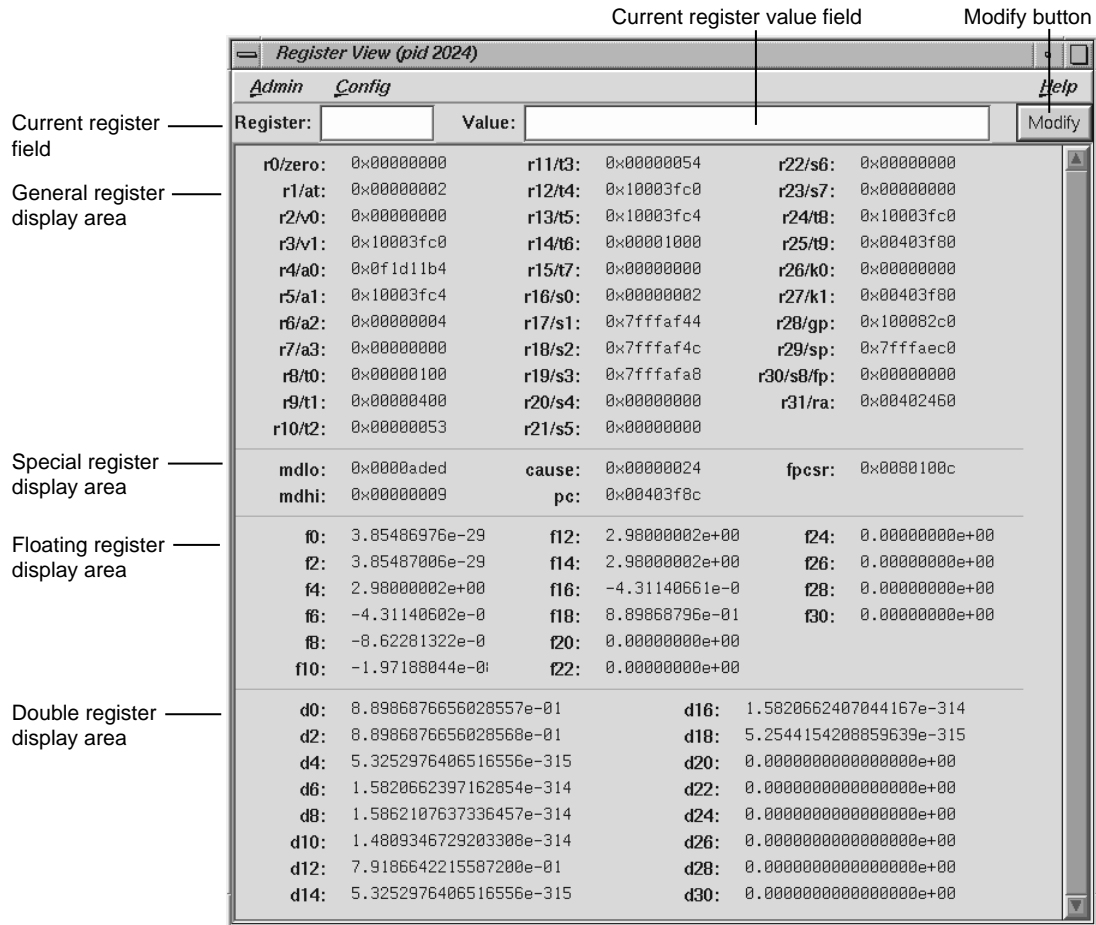 Current register value field Modify button
Register View (pid 2024)
Admin Config Help
Current register field
Register: Value: Modify
General register display area
r0/zero: 0x00000000 r11/t3: 0x00000054 r22/s6: 0x00000000
r1/at: 0x00000002 r12/t4: 0x10003fc0 r23/s7: 0x00000000
r2/v0: 0x00000000 r13/t5: 0x10003fc4 r24/t8: 0x10003fc0
r3/v1: 0x10003fc0 r14/t6: 0x00001000 r25/t9: 0x00403f80
r4/a0: 0x0f1d11b4 r15/t7: 0x00000000 r26/k0: 0x00000000
r5/a1: 0x10003fc4 r16/s0: 0x00000002 r27/k1: 0x00403f80
r6/a2: 0x00000004 r17/s1: 0x7fffaf44 r28/gp: 0x100082c0
r7/a3: 0x00000000 r18/s2: 0x7fffaf4c r29/sp: 0x7fffaec0
r8/t0: 0x00000100 r19/s3: 0x7fffafa8 r30/s8/fp: 0x00000000
r9/t1: 0x00000400 r20/s4: 0x00000000 r31/ra: 0x00402460
r10/t2: 0x00000053 r21/s5: 0x00000000
Special register display area
mdlo: 0x0000aded cause: 0x00000024 fpcsr: 0x0080100c
mdhi: 0x00000009 pc: 0x00403f8c
Floating register display area
f0: 3.85486976e-29 f12: 2.98000002e+00 f24: 0.00000000e+00
f2: 3.85487006e-29 f14: 2.98000002e+00 f26: 0.00000000e+00
f4: 2.98000002e+00 f16: -4.31140661e-0 f28: 0.00000000e+00
f6: -4.31140602e-0 f18: 8.89868796e-01 f30: 0.00000000e+00
f8: -8.62281322e-0 f20: 0.00000000e+00
f10: -1.97188044e-0 f22: 0.00000000e+00
Double register display area
d0: 8.8986876656028557e-01 d16: 1.5820662407044167e-314
d2: 8.8986876656028568e-01 d18: 5.2544154208859639e-315
d4: 5.3252976406516556e-315 d20: 0.0000000000000000e+00
d6: 1.5820662397162854e-314 d22: 0.0000000000000000e+00
d8: 1.5862107637336457e-314 d24: 0.0000000000000000e+00
d10: 1.4809346729203308e-314 d26: 0.0000000000000000e+00
d12: 7.9186642215587200e-01 d28: 0.0000000000000000e+00
d14: 5.3252976406516556e-315 d30: 0.0000000000000000e+00